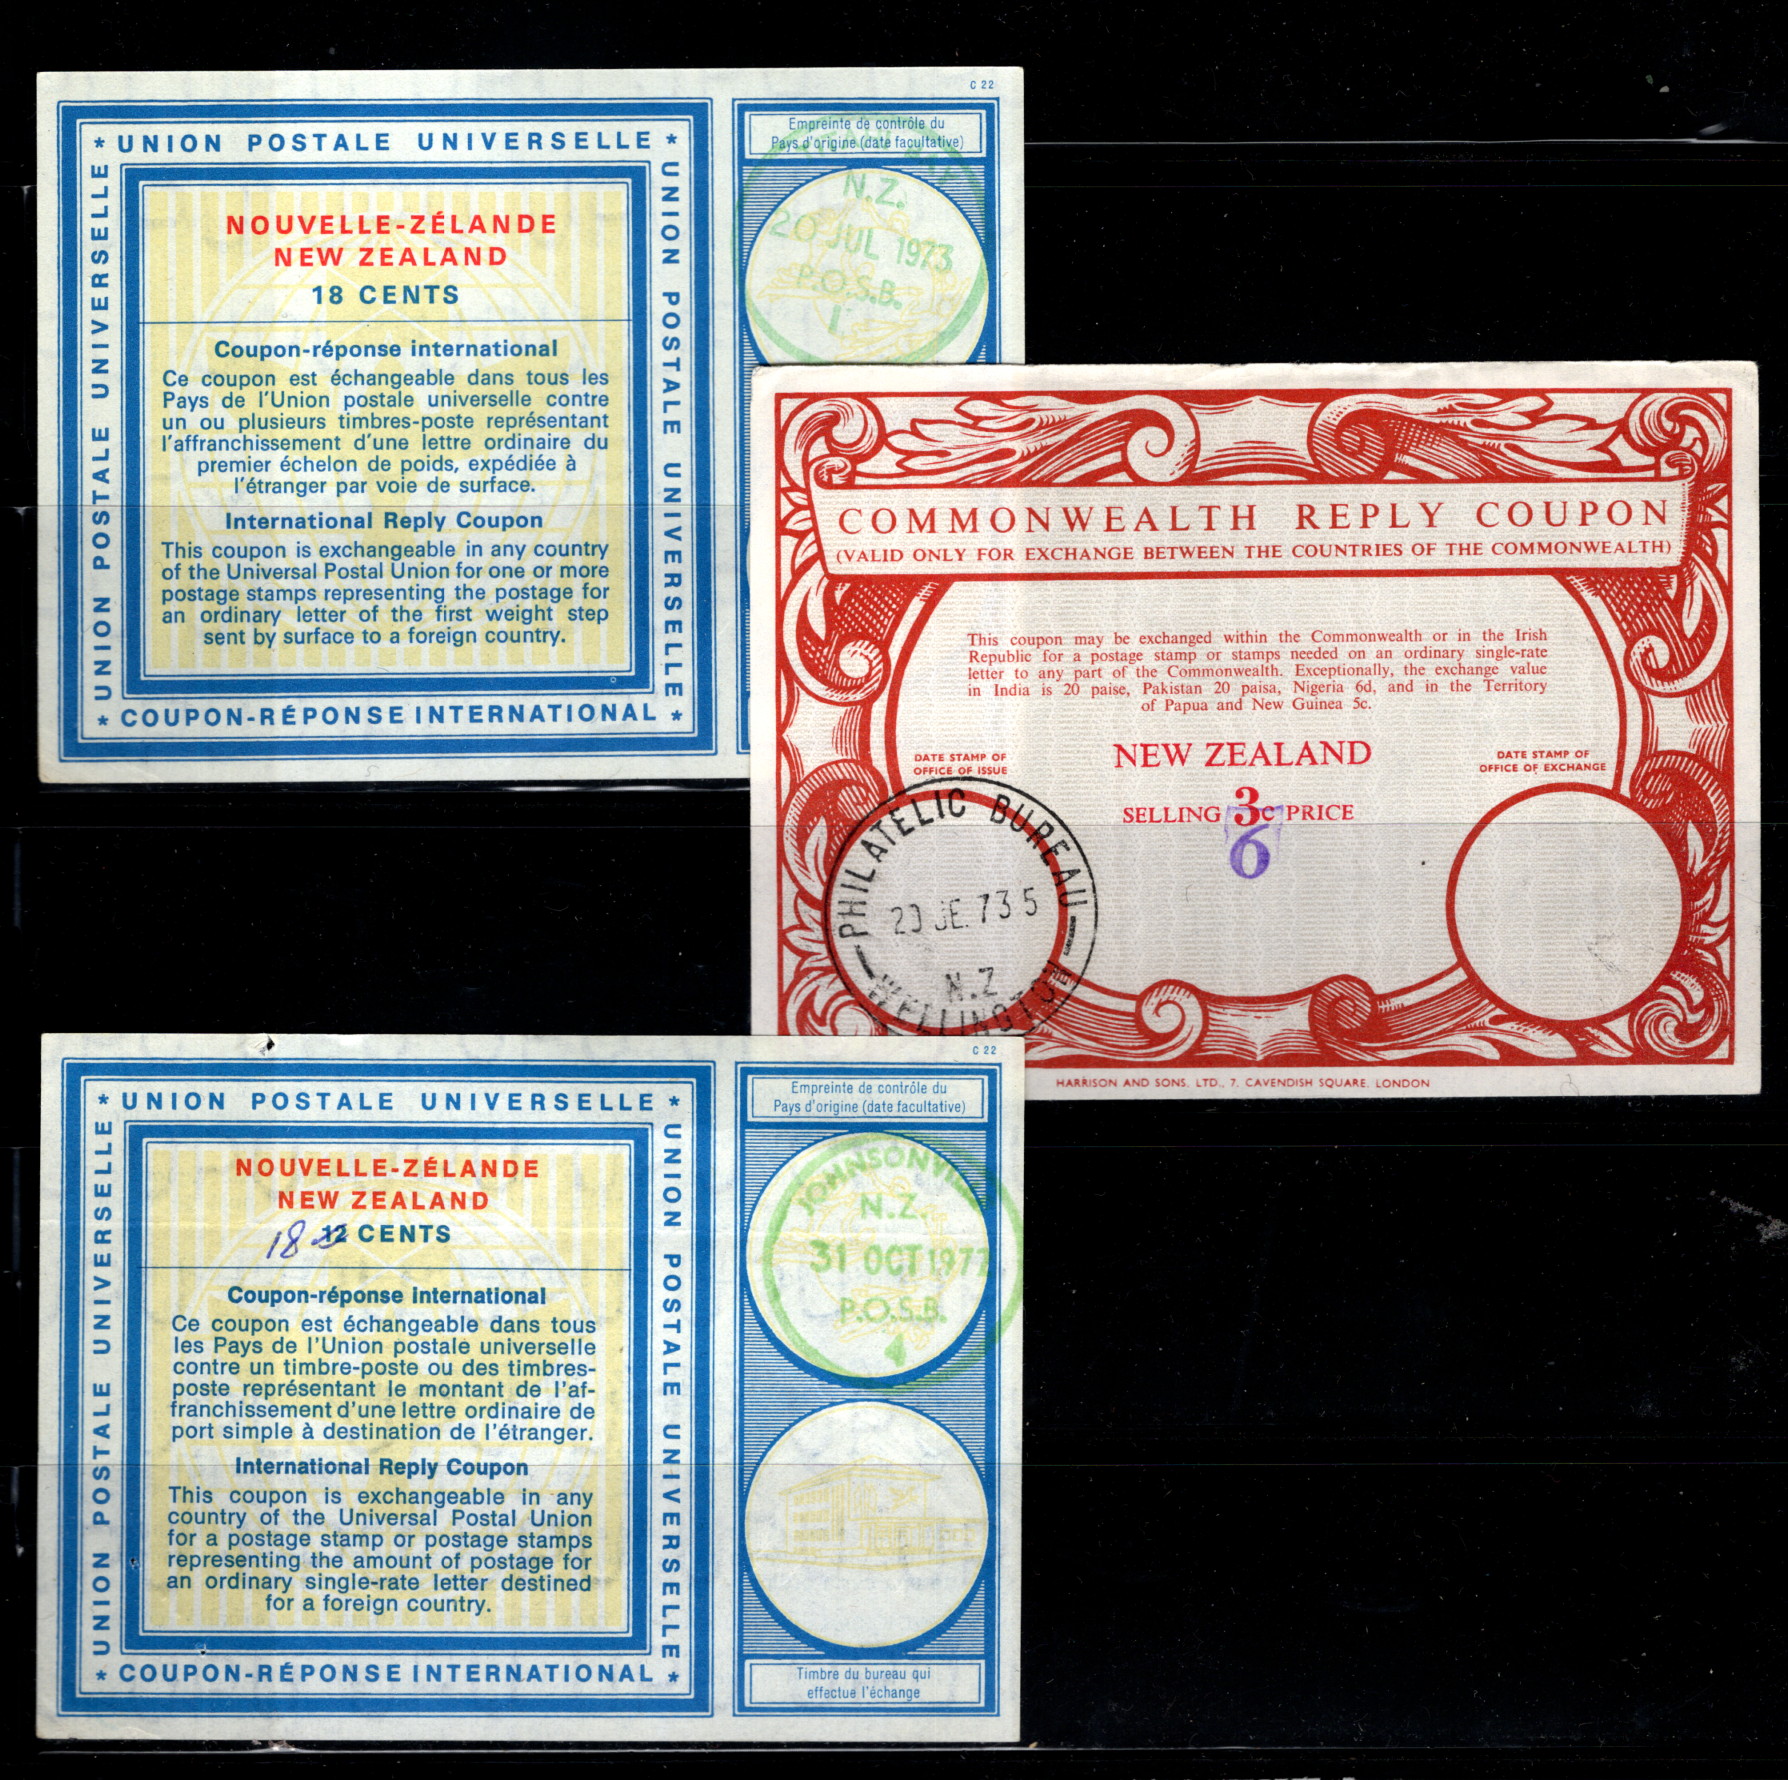 C 22
* UNION POSTALE UNIVERSELLE *
UNION POSTALE UNIVERSELLE
UNION POSTALE UNIVERSELLE
NOUVELLE-ZÉLANDE
NEW ZEALAND
18 CENTS
Coupon-réponse international
Ce coupon est échangeable dans tous les
Pays de l'Union postale universelle contre
un ou plusieurs timbres-poste représentant
l'affranchissement d'une lettre ordinaire du
premier échelon de poids, expédiée à
l'étranger par voie de surface.
International Reply Coupon
This coupon is exchangeable in any country
of the Universal Postal Union for one or more
postage stamps representing the postage for
an ordinary letter of the first weight step
sent by surface to a foreign country.
* COUPON-RÉPONSE INTERNATIONAL *
Empreinte de contrôle du
Pays d'origine (date facultative)
N.Z.
20 JUL 1973
P.O.S.B.
1
COMMONWEALTH REPLY COUPON
(VALID ONLY FOR EXCHANGE BETWEEN THE COUNTRIES OF THE COMMONWEALTH)
This coupon may be exchanged within the Commonwealth or in the Irish
Republic for a postage stamp or stamps needed on an ordinary single-rate
letter to any part of the Commonwealth. Exceptionally, the exchange value
in India is 20 paise, Pakistan 20 paisa, Nigeria 6d, and in the Territory
of Papua and New Guinea 5c.
DATE STAMP OF
OFFICE OF ISSUE
NEW ZEALAND
SELLING 3c PRICE
6
DATE STAMP OF
OFFICE OF EXCHANGE
PHILATELIC BUREAU
20 JE. 73 5
N.Z
WELLINGTON
HARRISON AND SONS, LTD., 7, CAVENDISH SQUARE, LONDON
C 22
* UNION POSTALE UNIVERSELLE *
UNION POSTALE UNIVERSELLE
UNION POSTALE UNIVERSELLE
NOUVELLE-ZÉLANDE
NEW ZEALAND
18 12 CENTS
Coupon-réponse international
Ce coupon est échangeable dans tous
les Pays de l'Union postale universelle
contre un timbre-poste ou des timbres-
poste représentant le montant de l'af-
franchissement d'une lettre ordinaire de
port simple à destination de l'étranger.
International Reply Coupon
This coupon is exchangeable in any
country of the Universal Postal Union
for a postage stamp or postage stamps
representing the amount of postage for
an ordinary single-rate letter destined
for a foreign country.
* COUPON-RÉPONSE INTERNATIONAL *
Empreinte de contrôle du
Pays d'origine (date facultative)
JOHNSONVILLE
N.Z.
31 OCT 1977
P.O.S.B.
4
Timbre du bureau qui
effectue l'échange